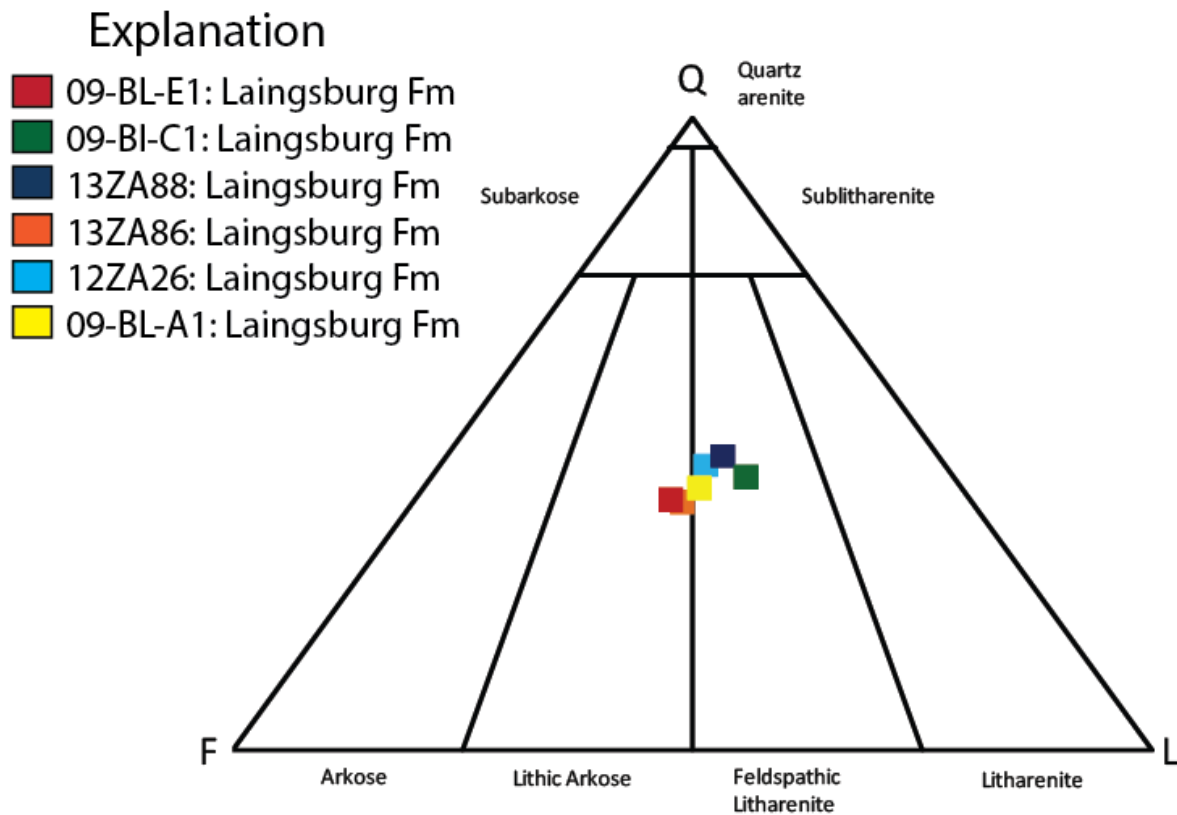 Explanation
09-BL-E1: Laingsburg Fm
09-Bl-C1: Laingsburg Fm
13ZA88: Laingsburg Fm
13ZA86: Laingsburg Fm
12ZA26: Laingsburg Fm
09-BL-A1: Laingsburg Fm
Q
Quartz
arenite
Subarkose
Sublitharenite
F
L
Arkose
Lithic Arkose
Feldspathic
Litharenite
Litharenite